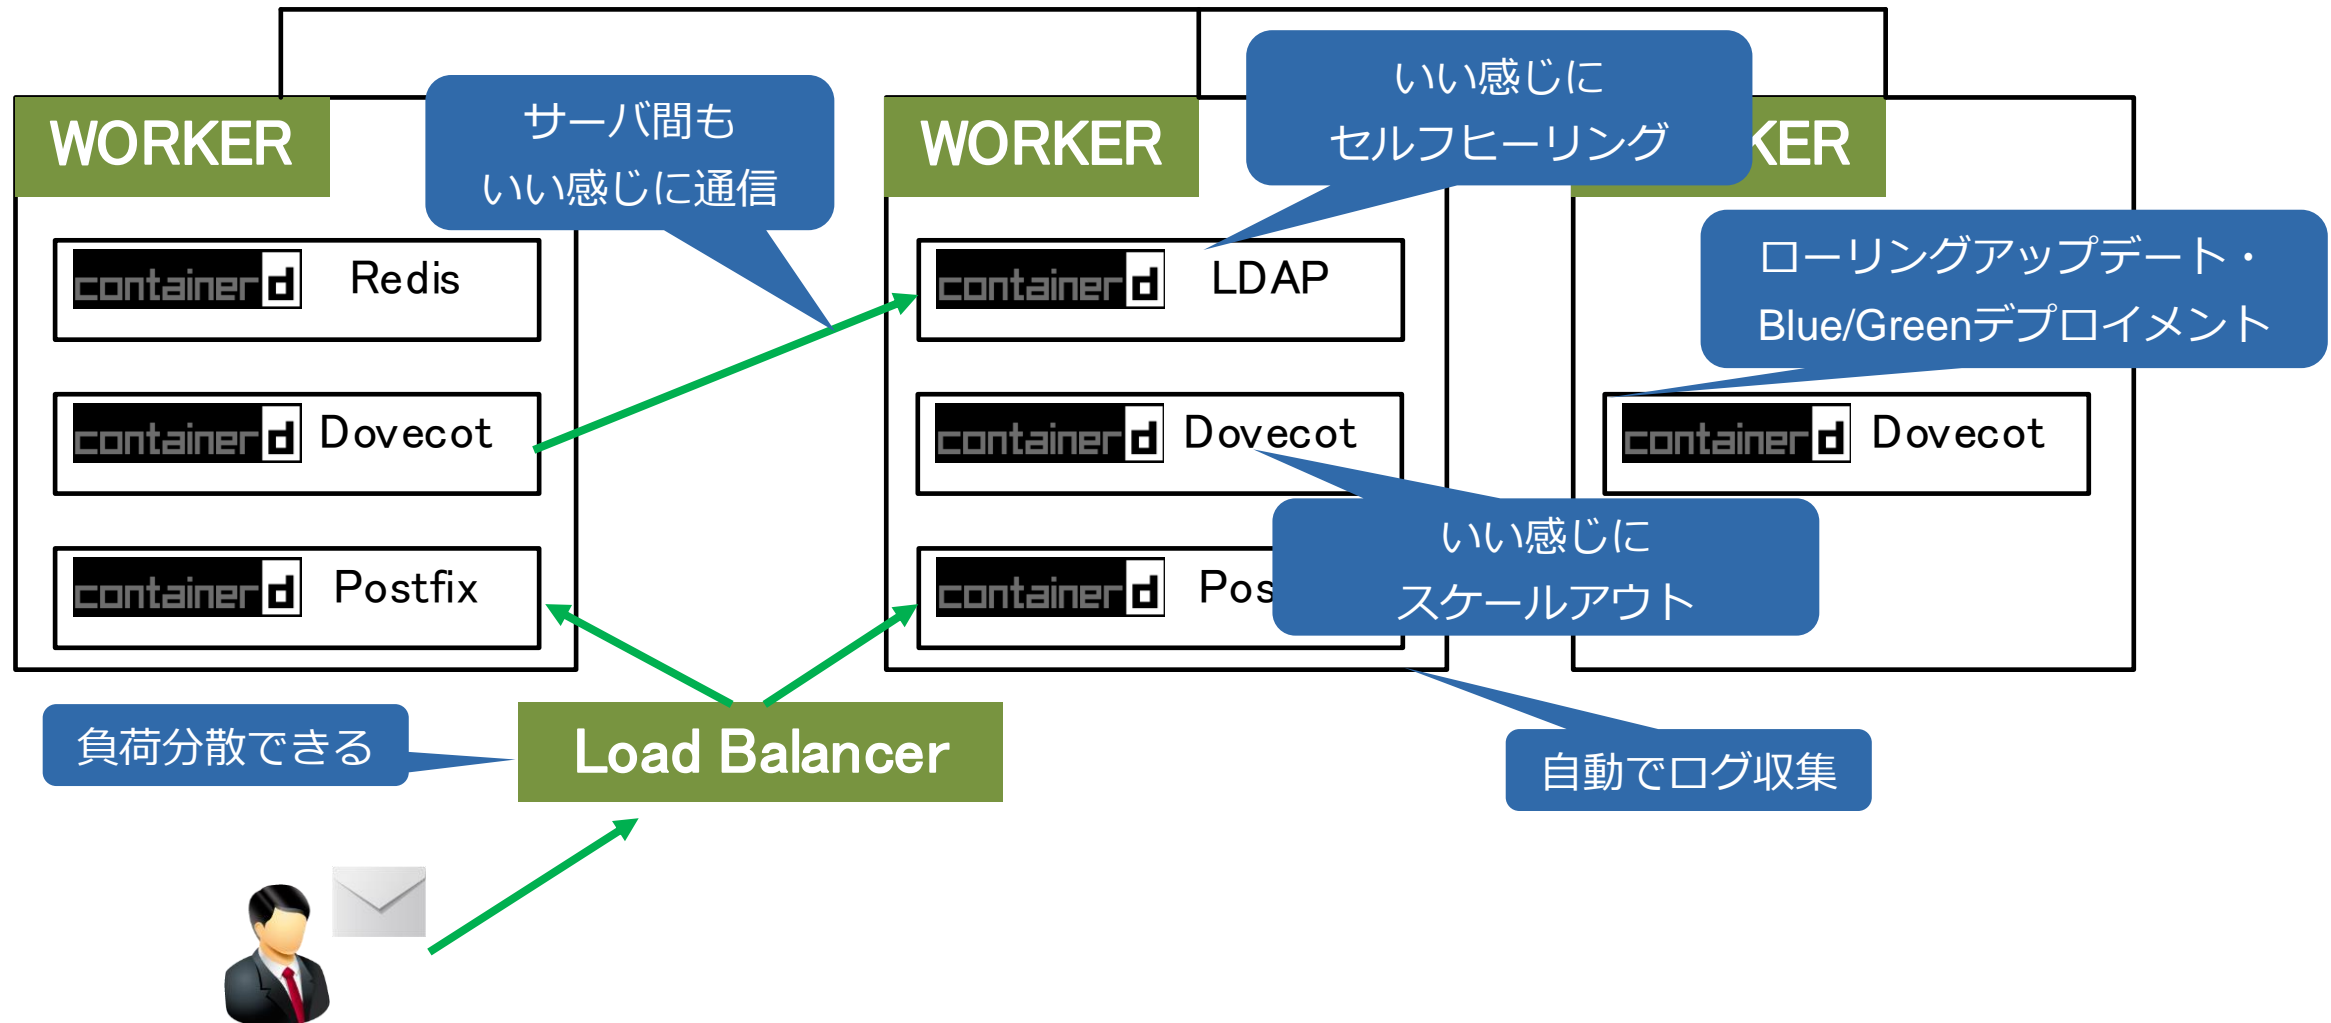 WORKER
サーバ間も
いい感じに通信
containerd Redis
containerd Dovecot
containerd Postfix
WORKER
いい感じに
セルフヒーリング
containerd LDAP
containerd Dovecot
いい感じに
スケールアウト
containerd Pos
KER
ローリングアップデート・
Blue/Greenデプロイメント
containerd Dovecot
負荷分散できる
Load Balancer
自動でログ収集